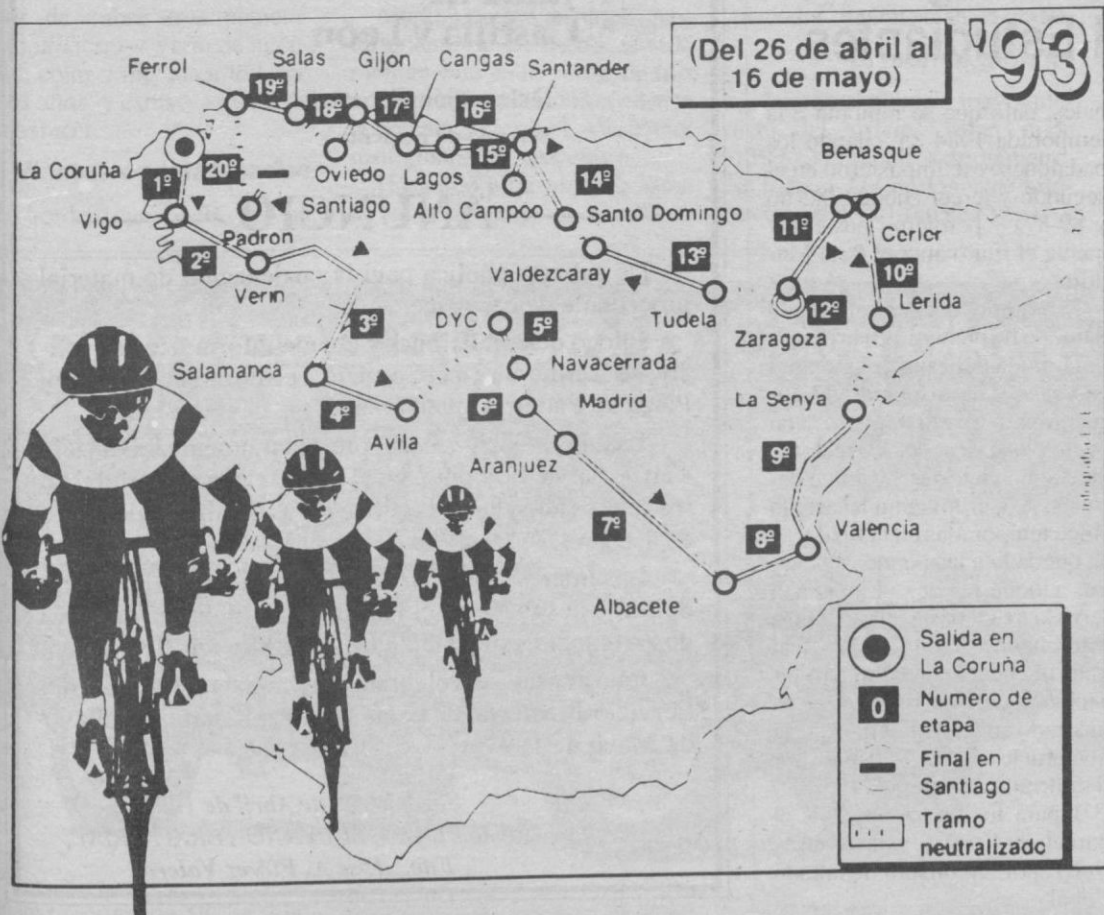 Castilla y León
(Del 26 de abril al
16 de mayo)
'93
Ferrol
19º
Salas
18º
Gijon
17º
Cangas
16º
Santander
La Coruña
1º
20º
Oviedo
Lagos
15º
14º
Alto Campoo
Santiago
Vigo
Padron
2º
Verin
Santo Domingo
Valdezcaray
13º
Tudela
Benasque
11º
Cerler
10º
Lerida
12º
Zaragoza
3º
DYC
5º
Navacerrada
Salamanca
4º
Avila
6º
Madrid
Aranjuez
La Senya
9º
7º
8º
Valencia
Albacete
Salida en
La Coruña
0
Numero de
etapa
Final en
Santiago
Tramo
neutralizado